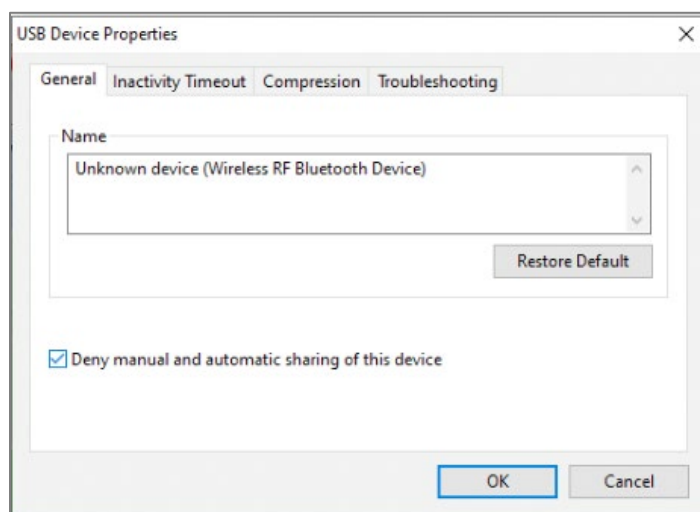 USB Device Properties
General Inactivity Timeout Compression Troubleshooting
Name
Unknown device (Wireless RF Bluetooth Device)
Restore Default
Deny manual and automatic sharing of this device
OK Cancel